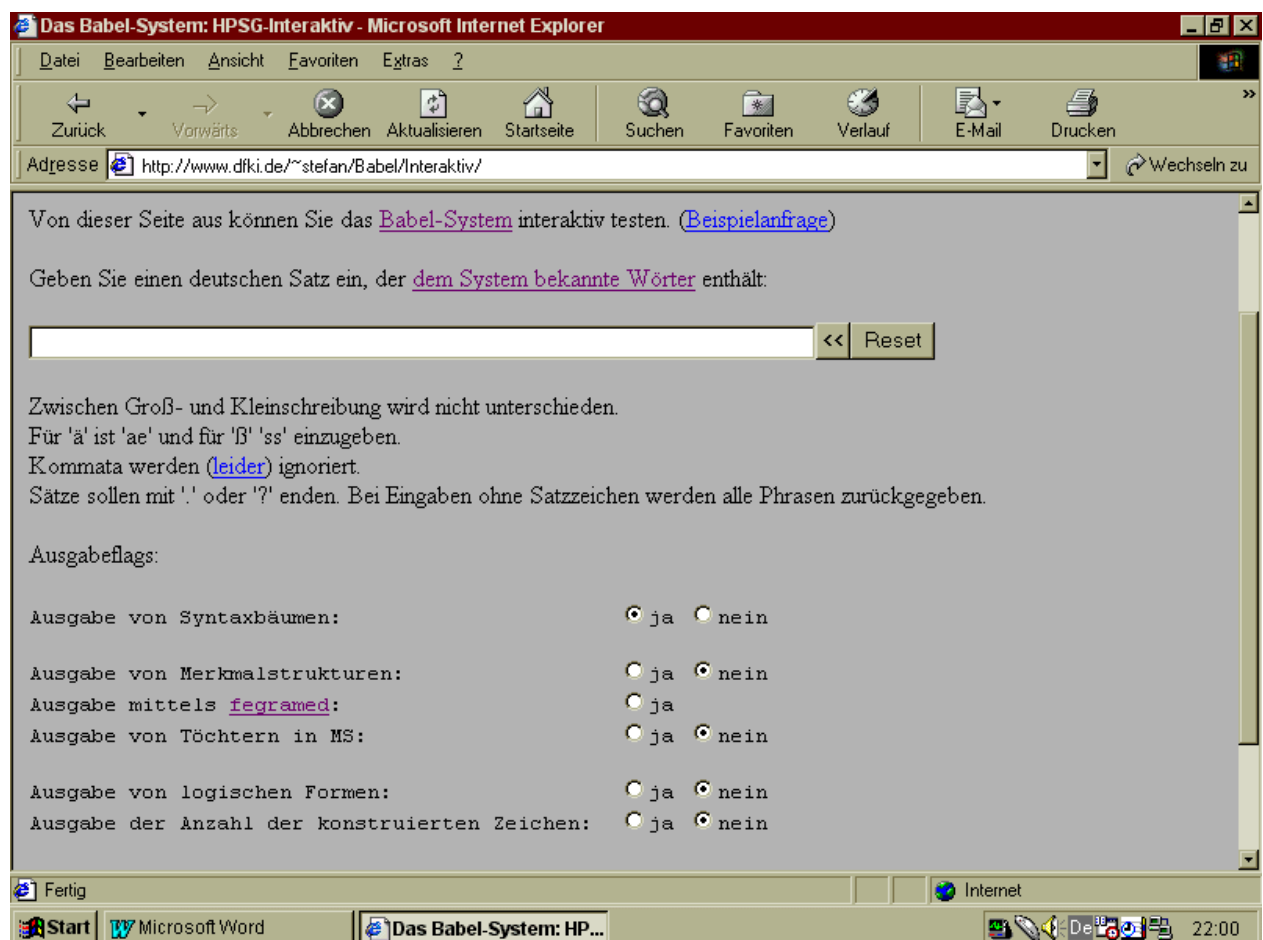 Das Babel-System: HPSG-Interaktiv - Microsoft Internet Explorer
Datei Bearbeiten Ansicht Favoriten Extras ?
Zurück Vorwärts Abbrechen Aktualisieren Startseite Suchen Favoriten Verlauf E-Mail Drucken »
Adresse http://www.dfki.de/~stefan/Babel/Interaktiv/ Wechseln zu
Von dieser Seite aus können Sie das Babel-System interaktiv testen. (Beispielanfrage)
Geben Sie einen deutschen Satz ein, der dem System bekannte Wörter enthält:
<< Reset
Zwischen Groß- und Kleinschreibung wird nicht unterschieden.
Für 'ä' ist 'ae' und für 'ß' 'ss' einzugeben.
Kommata werden (leider) ignoriert.
Sätze sollen mit '.' oder '?' enden. Bei Eingaben ohne Satzzeichen werden alle Phrasen zurückgegeben.
Ausgabeflags:
Ausgabe von Syntaxbäumen: ja nein
Ausgabe von Merkmalstrukturen: ja nein
Ausgabe mittels fegramed: ja
Ausgabe von Töchtern in MS: ja nein
Ausgabe von logischen Formen: ja nein
Ausgabe der Anzahl der konstruierten Zeichen: ja nein
Fertig Internet
Start Microsoft Word Das Babel-System: HP... De 22:00